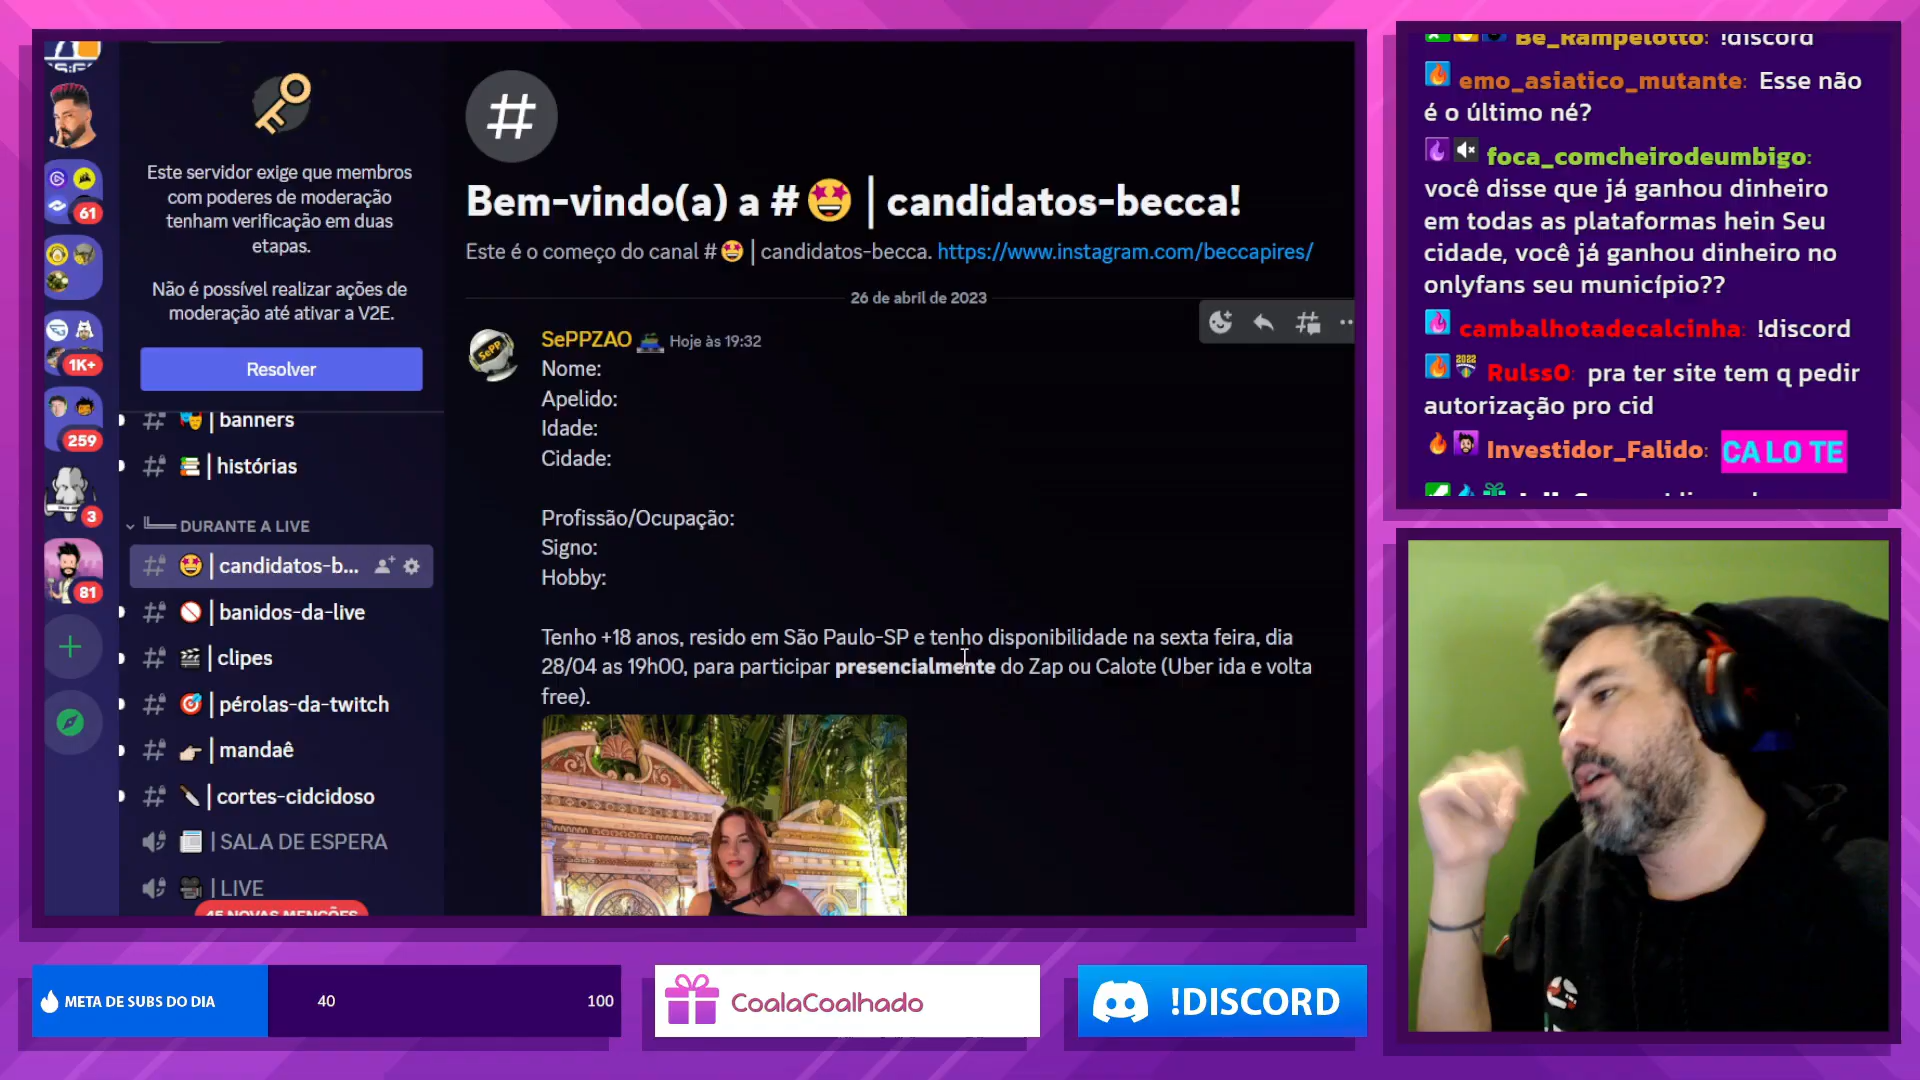 Este servidor exige que membros
com poderes de moderação
tenham verificação em duas
etapas.
Não é possível realizar ações de
moderação até ativar a V2E.
Resolver
61
1K+
259
3
81
banners
histórias
DURANTE A LIVE
candidatos-b...
banidos-da-live
clipes
pérolas-da-twitch
mandaê
cortes-cidcidoso
SALA DE ESPERA
LIVE
45 NOVAS MENÇÕES
Bem-vindo(a) a #🤩 | candidatos-becca!
Este é o começo do canal #🤩 | candidatos-becca. https://www.instagram.com/beccapires/
26 de abril de 2023
SePPZAO Hoje às 19:32
SePP
Nome:
Apelido:
Idade:
Cidade:
Profissão/Ocupação:
Signo:
Hobby:
Tenho +18 anos, resido em São Paulo-SP e tenho disponibilidade na sexta feira, dia
28/04 as 19h00, para participar presencialmente do Zap ou Calote (Uber ida e volta
free).
Be_Rampelotto: !discord
emo_asiatico_mutante: Esse não
é o último né?
foca_comcheirodeumbigo:
você disse que já ganhou dinheiro
em todas as plataformas hein Seu
cidade, você já ganhou dinheiro no
onlyfans seu município??
cambalhotadecalcinha: !discord
2022
RulssO: pra ter site tem q pedir
autorização pro cid
Investidor_Falido: CALOTE
META DE SUBS DO DIA 40 100
CoalaCoalhado
!DISCORD